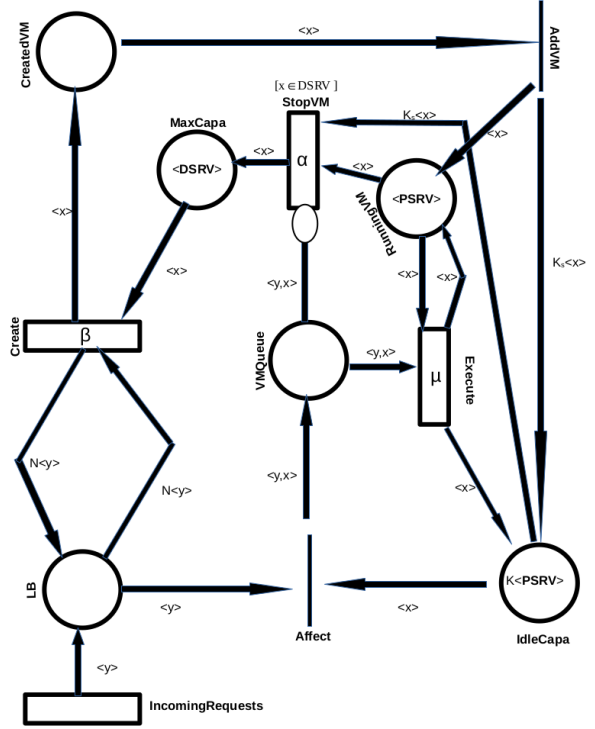 <x>
CreatedVM
AddVM
[x ∈ DSRV ]
StopVM
Kₛ<x>
MaxCapa
<x>
α
<x>
<x>
<DSRV>
<PSRV>
RunningVM
<x>
<x>
<x>
<x>
Kₛ<x>
<y,x>
Create
β
VMQueue
<y,x>
μ
Execute
N<y>
N<y>
<y,x>
<x>
LB
<y>
<x>
K<PSRV>
Affect
IdleCapa
<y>
IncomingRequests